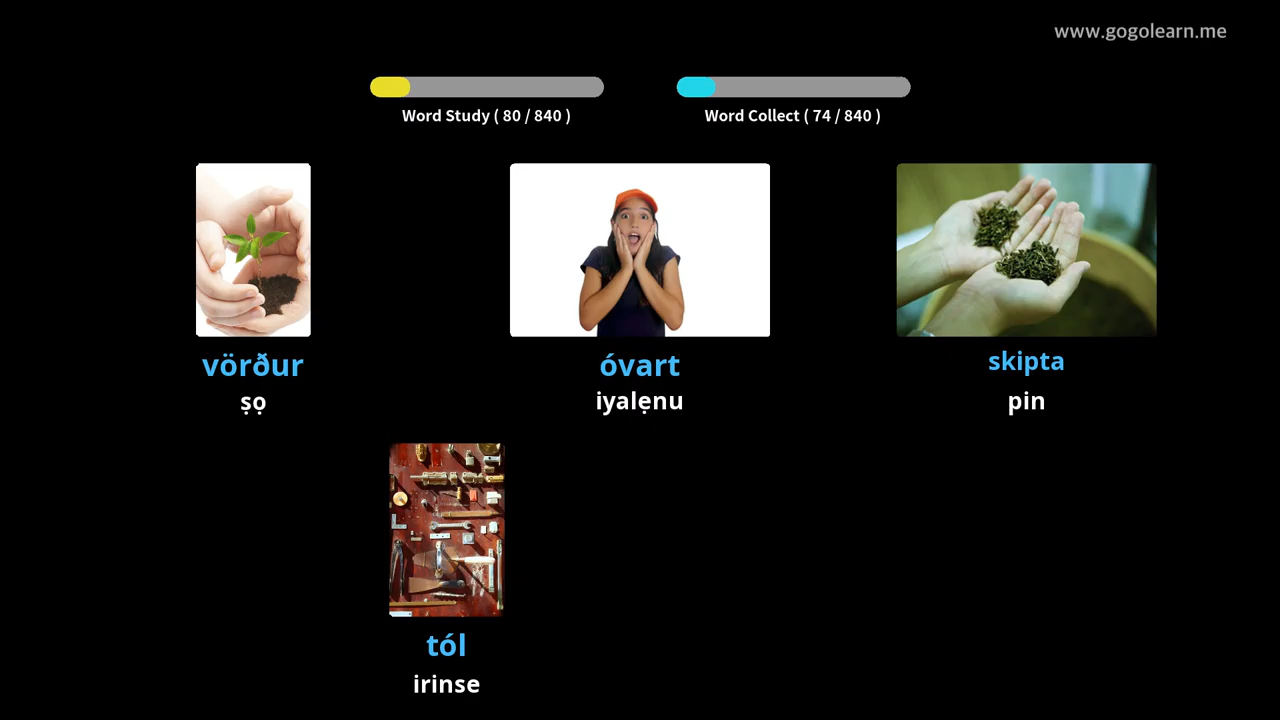 www.gogolearn.me
Word Study ( 80 / 840 )
Word Collect ( 74 / 840 )
vörður
óvart
skipta
ṣọ
iyalẹnu
pin
tól
irinse